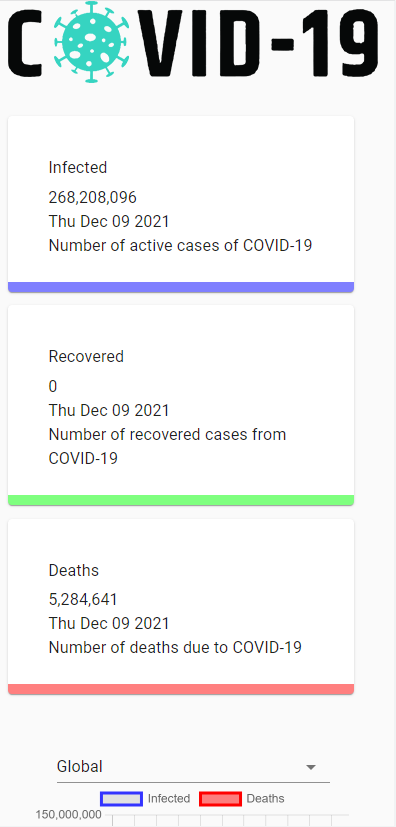 COVID-19
Infected
268,208,096
Thu Dec 09 2021
Number of active cases of COVID-19
Recovered
0
Thu Dec 09 2021
Number of recovered cases from
COVID-19
Deaths
5,284,641
Thu Dec 09 2021
Number of deaths due to COVID-19
Global
Infected Deaths
150,000,000